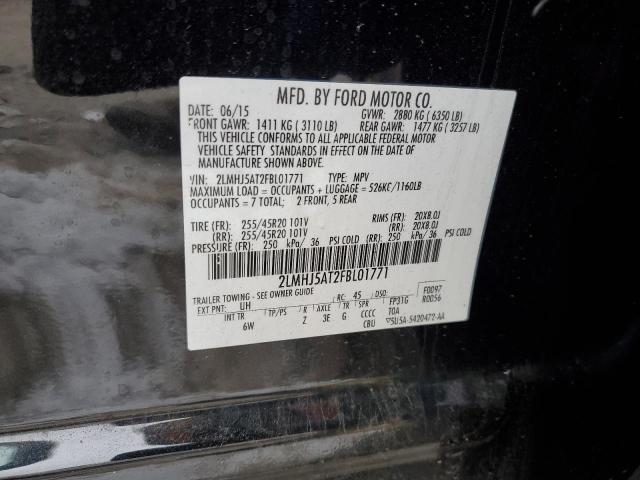 MFD. BY FORD MOTOR CO.
DATE: 06/15 GVWR: 2880 KG ( 6350 LB)
FRONT GAWR: 1411 KG ( 3110 LB) REAR GAWR: 1477 KG ( 3257 LB)
THIS VEHICLE CONFORMS TO ALL APPLICABLE FEDERAL MOTOR
VEHICLE SAFETY STANDARDS IN EFFECT ON THE DATE OF
MANUFACTURE SHOWN ABOVE.
VIN: 2LMHJ5AT2FBL01771 TYPE: MPV
MAXIMUM LOAD = OCCUPANTS + LUGGAGE = 526KG/1160LB
OCCUPANTS = 7 TOTAL: 2 FRONT, 5 REAR
TIRE (FR): 255/45R20 101V RIMS (FR): 20X8.0J
(RR): 255/45R20 101V (RR): 20X8.0J
PRESSURE (FR): 250 kPa/ 36 PSI COLD (RR): 250 kPa/ 36 PSI COLD
2LMHJ5AT2FBL01771
TRAILER TOWING - SEE OWNER GUIDE RC: 45 DSO: F0097
EXT PNT: UH FP31G R0056
INT TR TP/PS R AXLE TR SPR T0A
6W Z 3E G CCCC
CBU 5U5A-5420472-AA